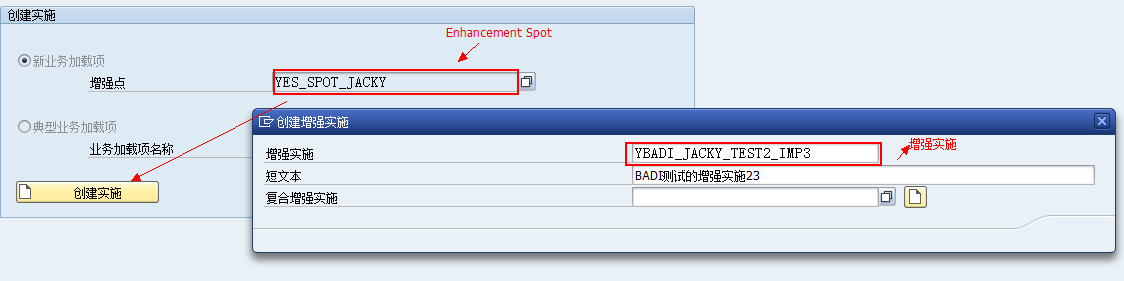 创建实施
Enhancement Spot
新业务加载项
增强点
YES_SPOT_JACKY
典型业务加载项
业务加载项名称
创建实施
创建增强实施
增强实施
YBADI_JACKY_TEST2_IMP3
增强实施
短文本
BADI测试的增强实施23
复合增强实施